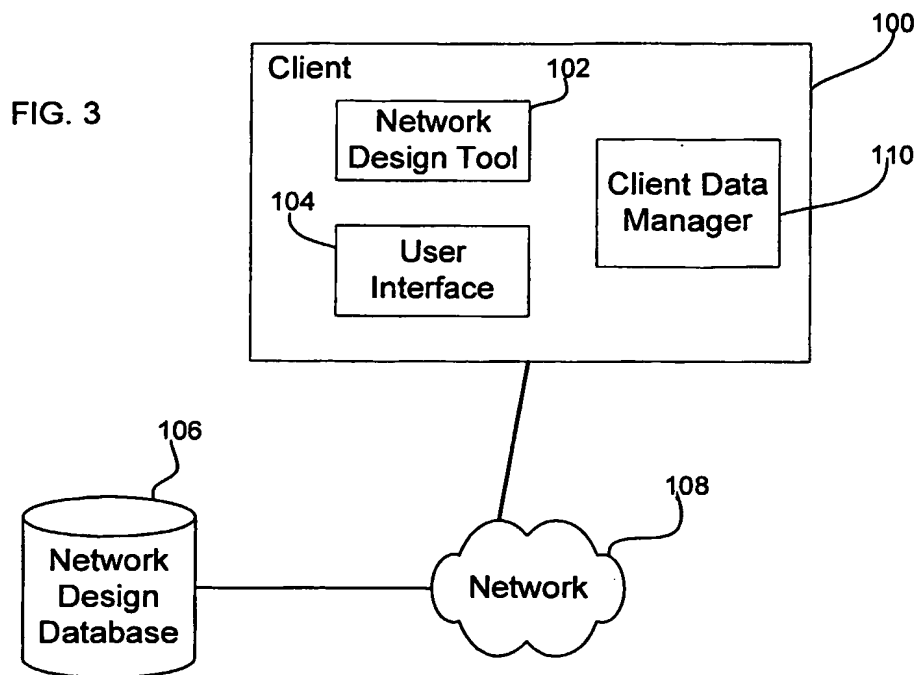 100
Client
102
FIG. 3
Network
Design Tool
110
Client Data
Manager
104
User
Interface
106
108
Network
Design
Database
Network